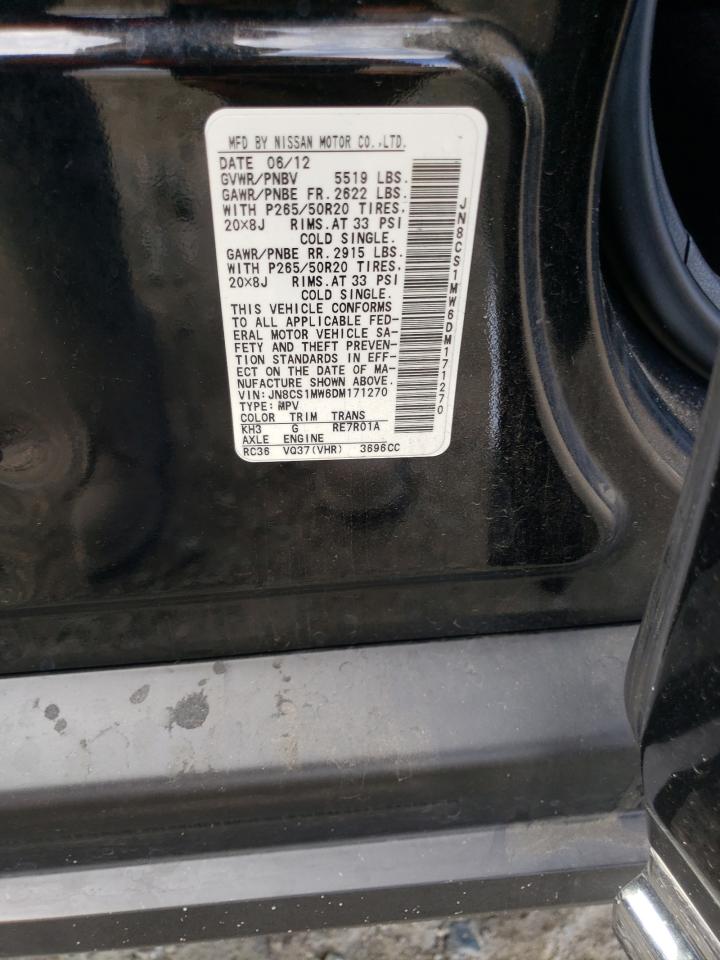 MFD BY NISSAN MOTOR CO.,LTD.
DATE 06/12
GVWR/PNBV 5519 LBS.
GAWR/PNBE FR. 2622 LBS.
WITH P265/50R20 TIRES,
20×8J RIMS.AT 33 PSI
COLD SINGLE.
GAWR/PNBE RR. 2915 LBS.
WITH P265/50R20 TIRES,
20×8J RIMS.AT 33 PSI
COLD SINGLE.
THIS VEHICLE CONFORMS
TO ALL APPLICABLE FED-
ERAL MOTOR VEHICLE SA-
FETY AND THEFT PREVEN-
TION STANDARDS IN EFF-
ECT ON THE DATE OF MA-
NUFACTURE SHOWN ABOVE.
VIN:JN8CS1MW6DM171270
TYPE:MPV
COLOR TRIM TRANS
KH3 G RE7R01A
AXLE ENGINE
RC36 VQ37(VHR) 3696CC
JN8CS1MW6DM171270